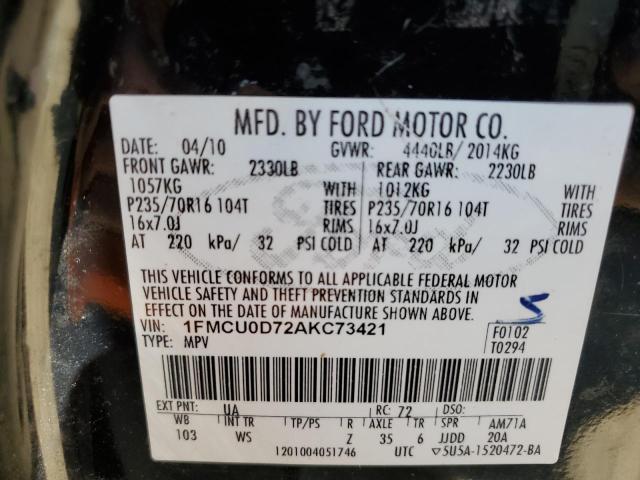 MFD. BY FORD MOTOR CO.
DATE: 04/10 GVWR: 4440LB/ 2014KG
FRONT GAWR: 2330LB REAR GAWR: 2230LB
1057KG WITH 1012KG WITH
P235/70R16 104T TIRES P235/70R16 104T TIRES
16x7.0J RIMS 16x7.0J RIMS
AT 220 kPa/ 32 PSI COLD AT 220 kPa/ 32 PSI COLD
THIS VEHICLE CONFORMS TO ALL APPLICABLE FEDERAL MOTOR
VEHICLE SAFETY AND THEFT PREVENTION STANDARDS IN
EFFECT ON THE DATE OF MANUFACTURE SHOWN ABOVE.
S
VIN: 1FMCU0D72AKC73421 F0102
TYPE: MPV T0294
EXT PNT: UA RC: 72 DSO:
WB INT TR TP/PS R AXLE TR SPR AM71A
103 WS Z 35 6 JJDD 20A
1201004051746 UTC 5U5A-1520472-BA